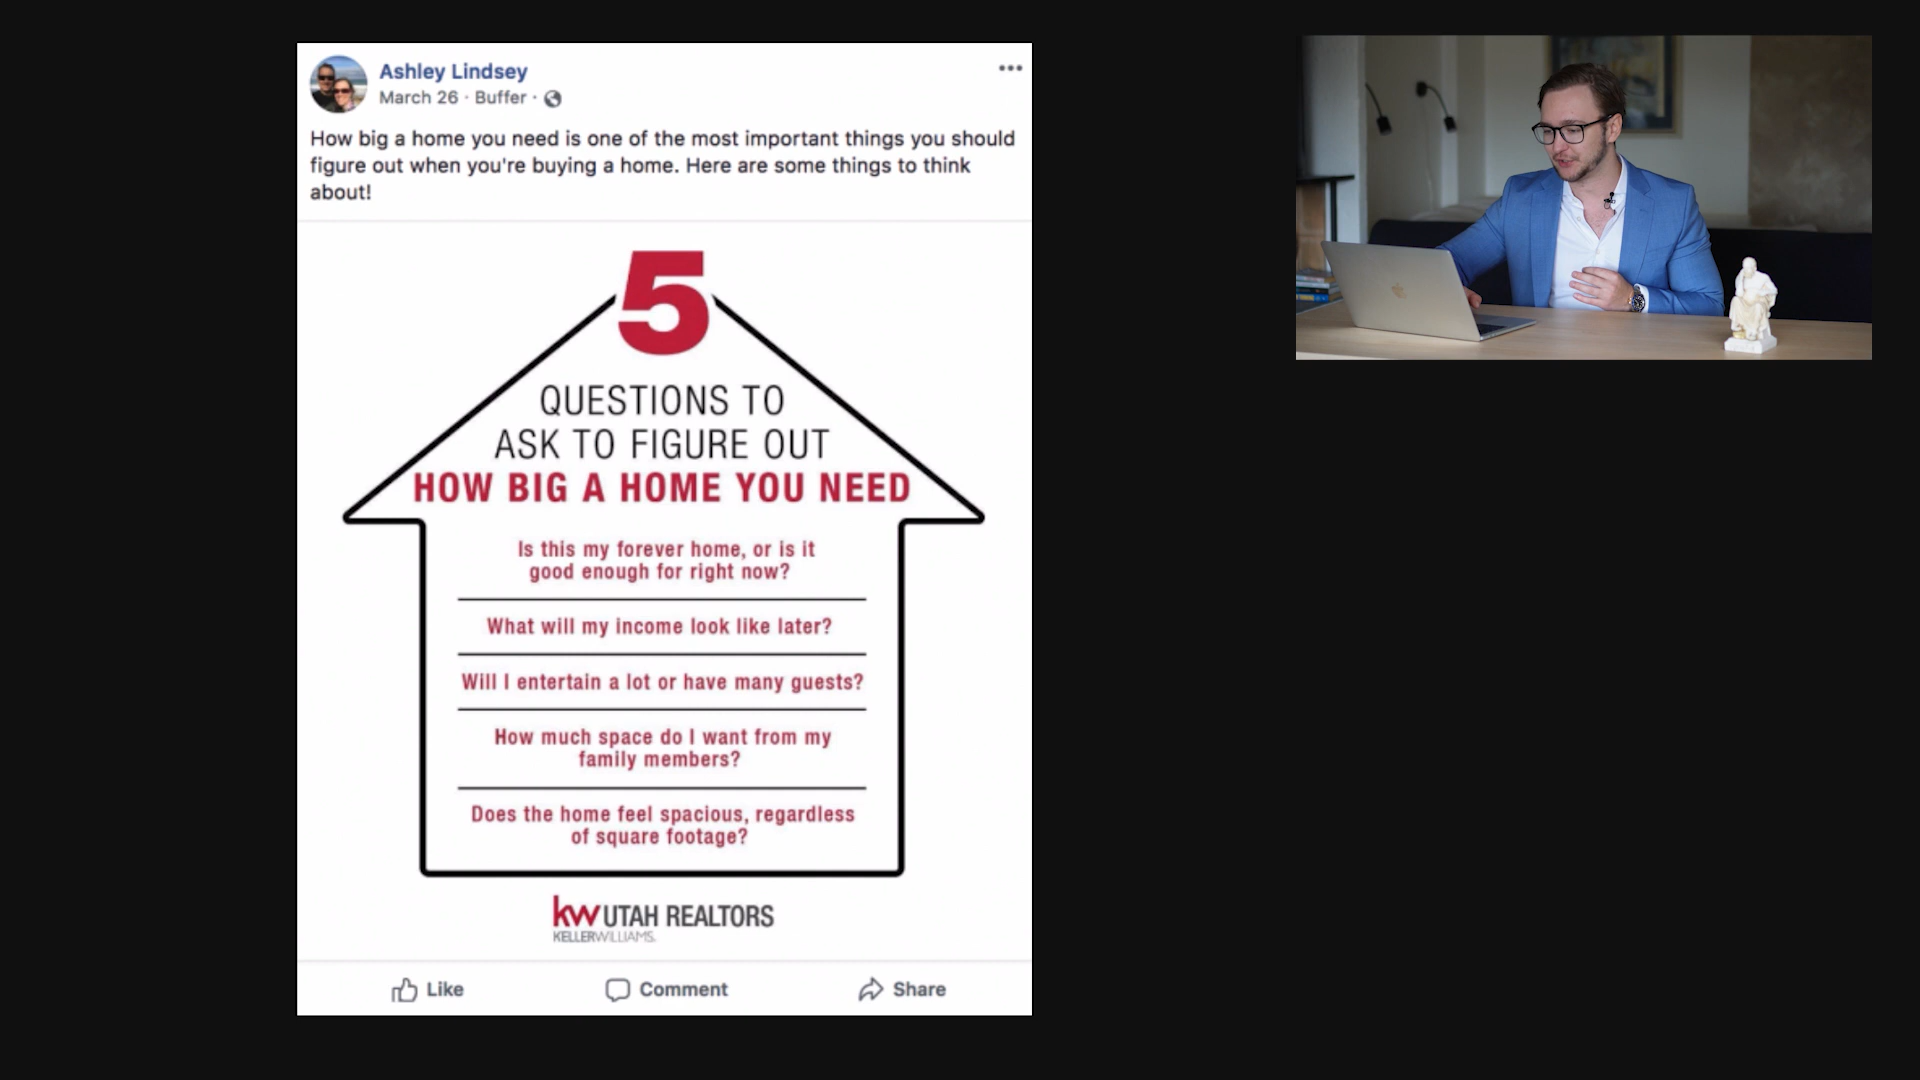 Ashley Lindsey
March 26 · Buffer ·
How big a home you need is one of the most important things you should
figure out when you're buying a home. Here are some things to think
about!
5
QUESTIONS TO
ASK TO FIGURE OUT
HOW BIG A HOME YOU NEED
Is this my forever home, or is it
good enough for right now?
What will my income look like later?
Will I entertain a lot or have many guests?
How much space do I want from my
family members?
Does the home feel spacious, regardless
of square footage?
kw UTAH REALTORS
KELLERWILLIAMS.
Like
Comment
Share